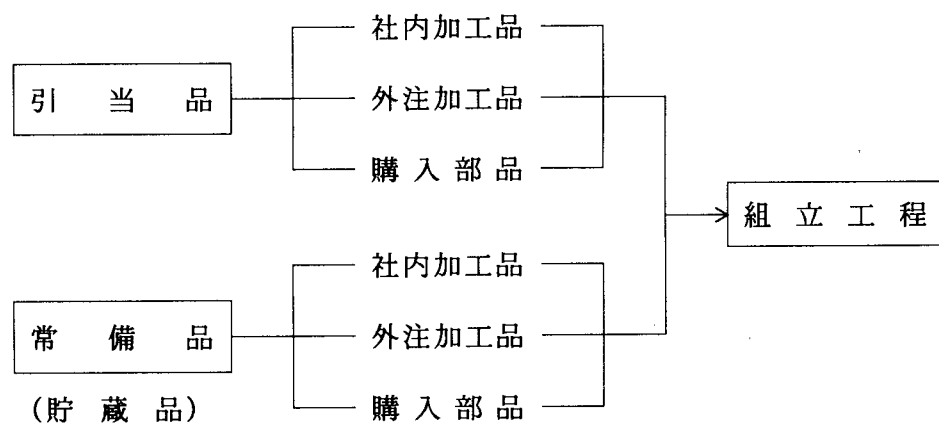 引当品
社内加工品
外注加工品
購入部品
組立工程
常備品
(貯蔵品)
社内加工品
外注加工品
購入部品